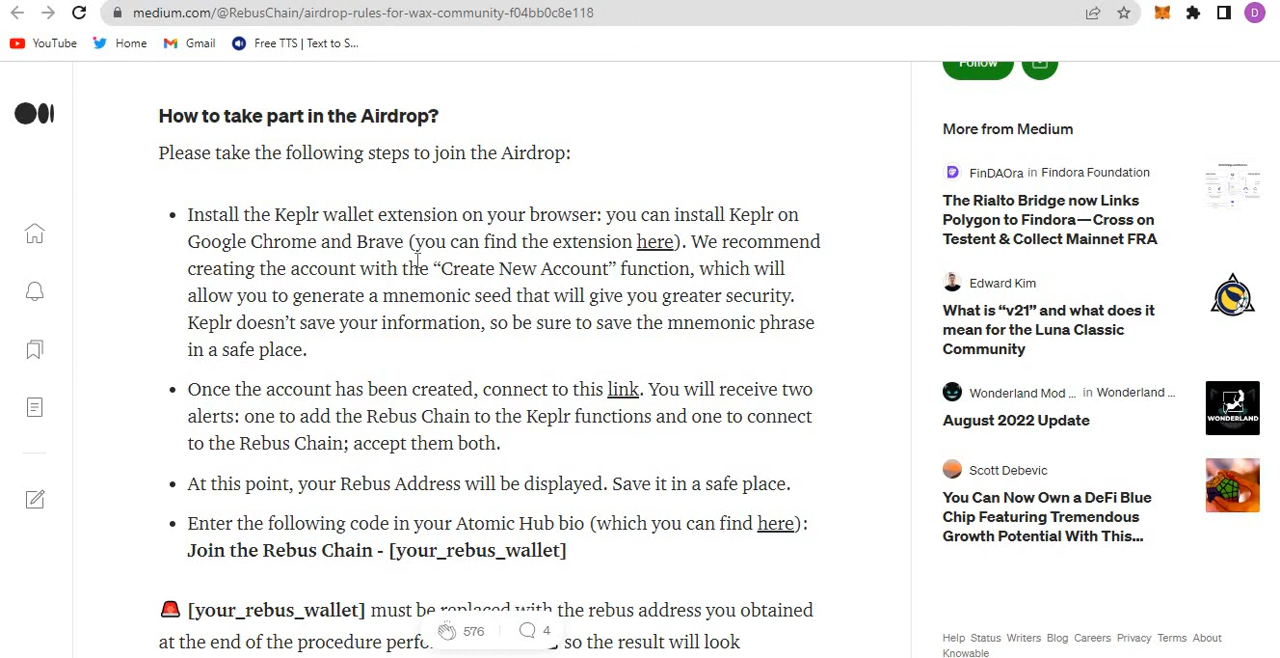 medium.com/@RebusChain/airdrop-rules-for-wax-community-f04bb0c8e118
D
YouTube Home Gmail Free TTS | Text to S...
Follow
How to take part in the Airdrop?
Please take the following steps to join the Airdrop:
• Install the Keplr wallet extension on your browser: you can install Keplr on
Google Chrome and Brave (you can find the extension here). We recommend
creating the account with the “Create New Account” function, which will
allow you to generate a mnemonic seed that will give you greater security.
Keplr doesn’t save your information, so be sure to save the mnemonic phrase
in a safe place.
• Once the account has been created, connect to this link. You will receive two
alerts: one to add the Rebus Chain to the Keplr functions and one to connect
to the Rebus Chain; accept them both.
• At this point, your Rebus Address will be displayed. Save it in a safe place.
• Enter the following code in your Atomic Hub bio (which you can find here):
Join the Rebus Chain - [your_rebus_wallet]
🚨 [your_rebus_wallet] must be replaced with the rebus address you obtained
at the end of the procedure so the result will look
576 4
More from Medium
FinDAOra in Findora Foundation
The Rialto Bridge now Links
Polygon to Findora — Cross on
Testent & Collect Mainnet FRA
Edward Kim
What is “v21” and what does it
mean for the Luna Classic
Community
Wonderland Mod ... in Wonderland ...
August 2022 Update
WONDERLAND
Scott Debevic
You Can Now Own a DeFi Blue
Chip Featuring Tremendous
Growth Potential With This...
Help Status Writers Blog Careers Privacy Terms About
Knowable